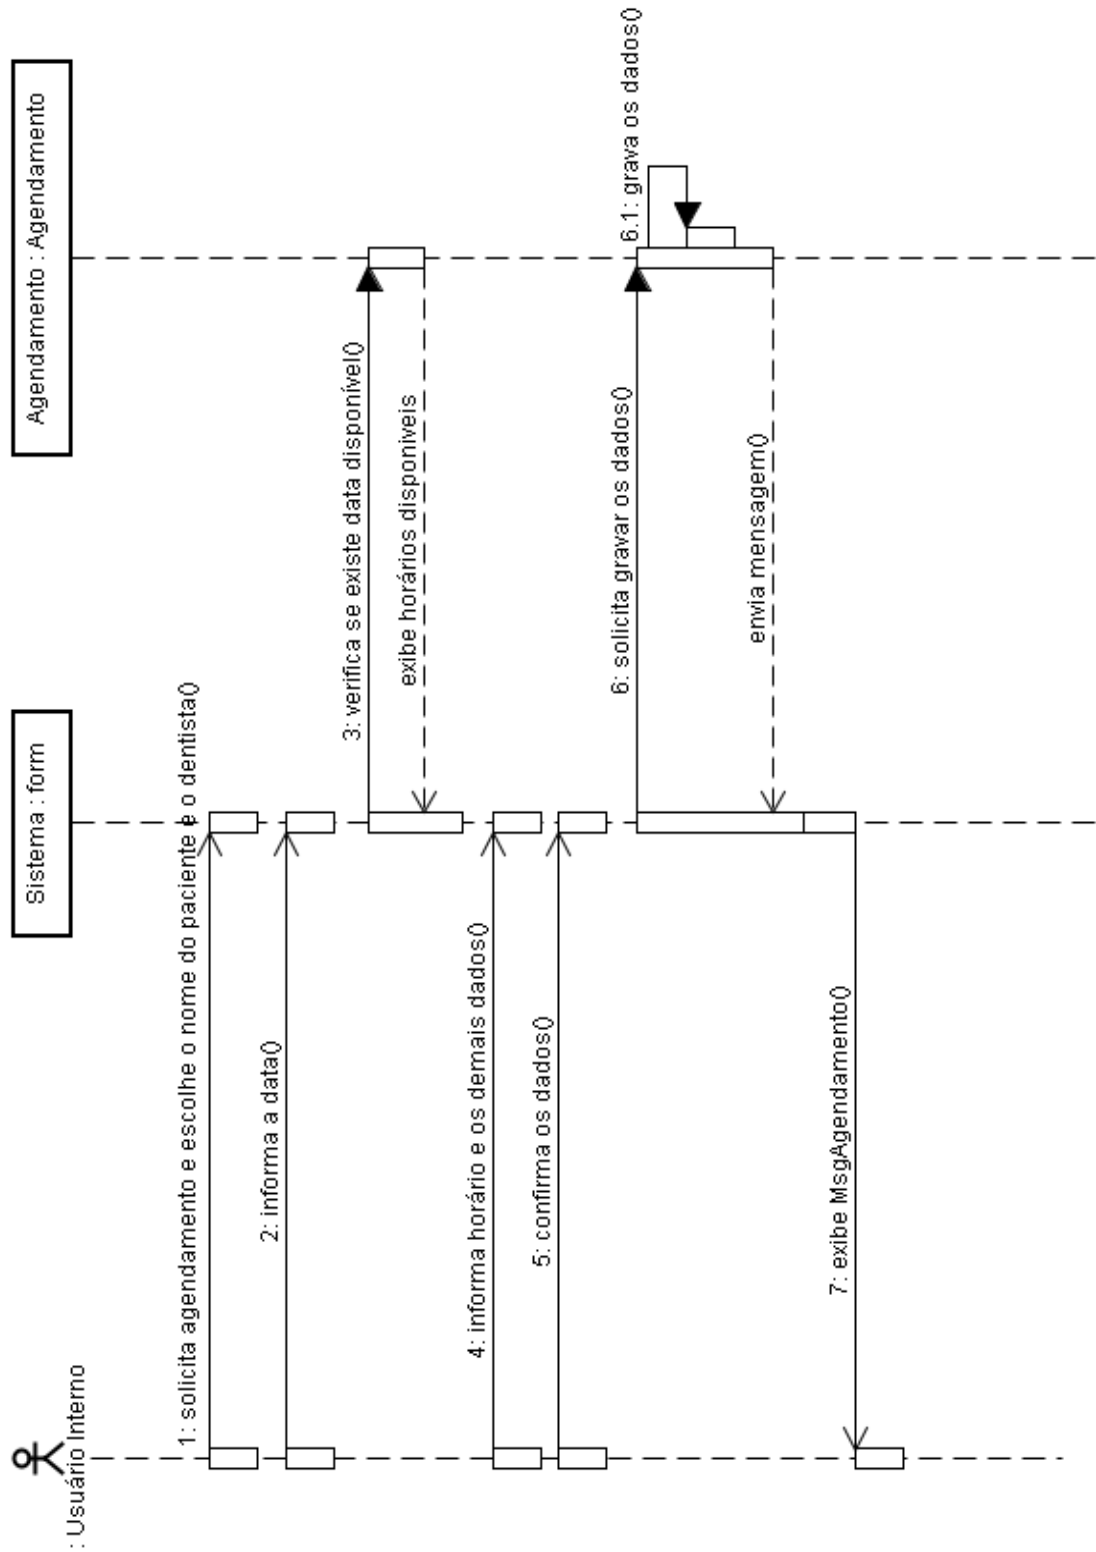 : Usuário Interno
Sistema : form
Agendamento : Agendamento
1: solicita agendamento e escolhe o nome do paciente e o dentista()
2: informa a data()
3: verifica se existe data disponível()
exibe horários disponíveis
4: informa horário e os demais dados()
5: confirma os dados()
6: solicita gravar os dados()
6.1: grava os dados()
envia mensagem()
7: exibe MsgAgendamento()